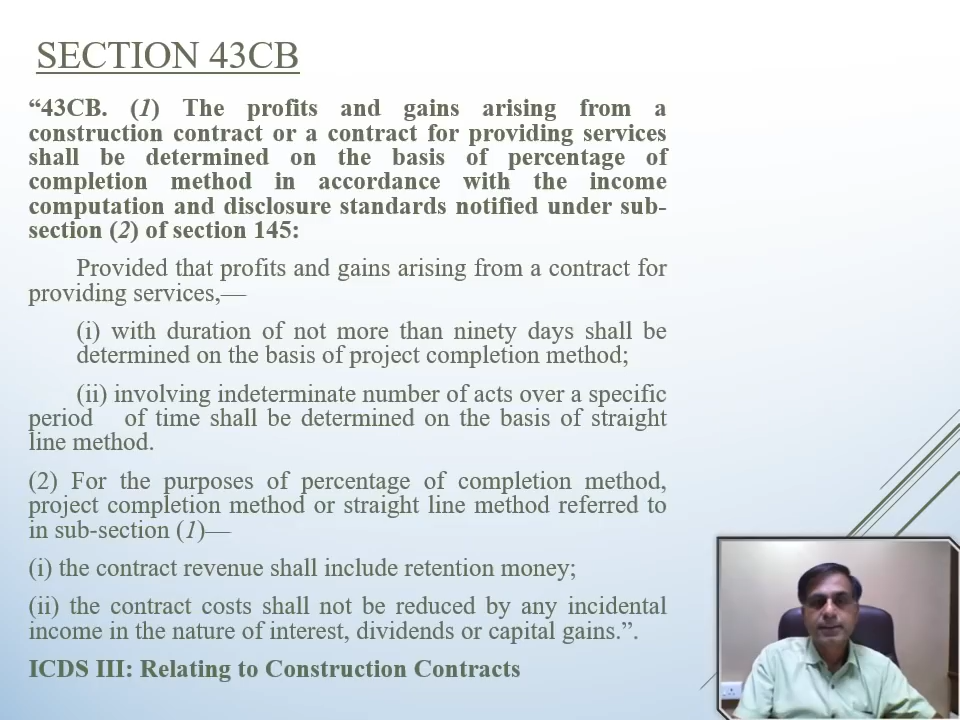 SECTION 43CB
“43CB. (1) The profits and gains arising from a
construction contract or a contract for providing services
shall be determined on the basis of percentage of
completion method in accordance with the income
computation and disclosure standards notified under sub-
section (2) of section 145:
Provided that profits and gains arising from a contract for
providing services,—
(i) with duration of not more than ninety days shall be
determined on the basis of project completion method;
(ii) involving indeterminate number of acts over a specific
period of time shall be determined on the basis of straight
line method.
(2) For the purposes of percentage of completion method,
project completion method or straight line method referred to
in sub-section (1)—
(i) the contract revenue shall include retention money;
(ii) the contract costs shall not be reduced by any incidental
income in the nature of interest, dividends or capital gains.”.
ICDS III: Relating to Construction Contracts